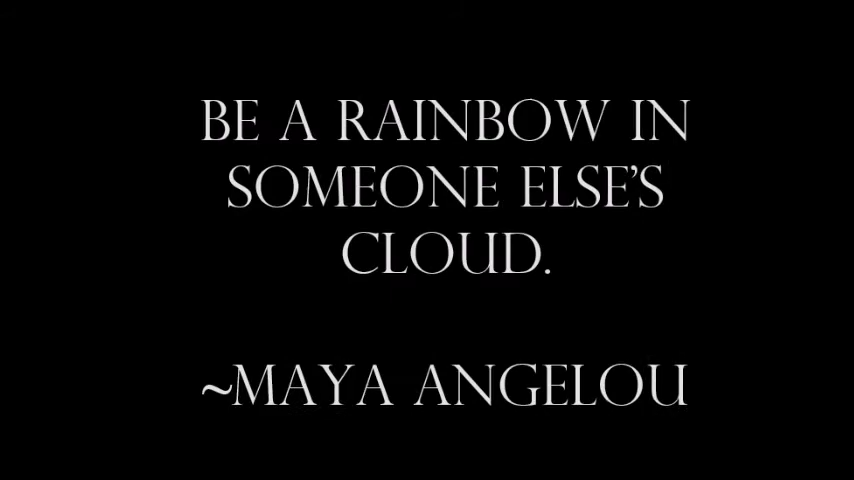 BE A RAINBOW IN
SOMEONE ELSE'S
CLOUD.
~MAYA ANGELOU